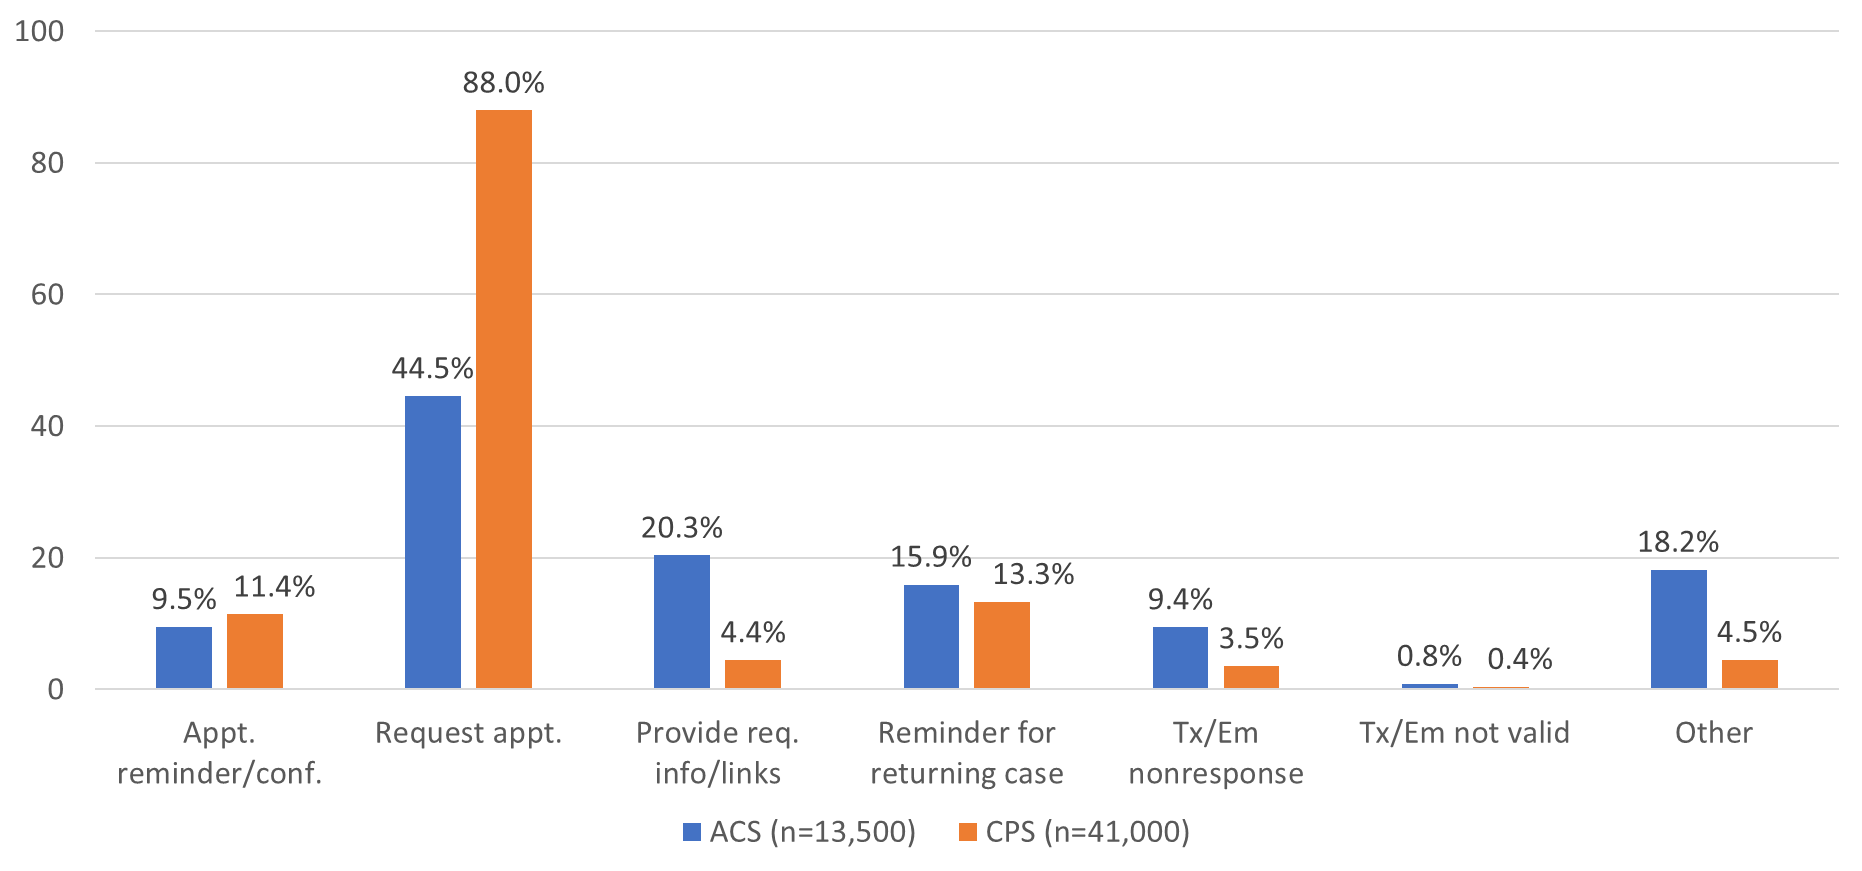 100
80
60
40
20
0
9.5%
11.4%
44.5%
88.0%
20.3%
4.4%
15.9%
13.3%
9.4%
3.5%
0.8%
0.4%
18.2%
4.5%
Appt.
reminder/conf.
Request appt.
Provide req.
info/links
Reminder for
returning case
Tx/Em
nonresponse
Tx/Em not valid
Other
ACS (n=13,500)
CPS (n=41,000)